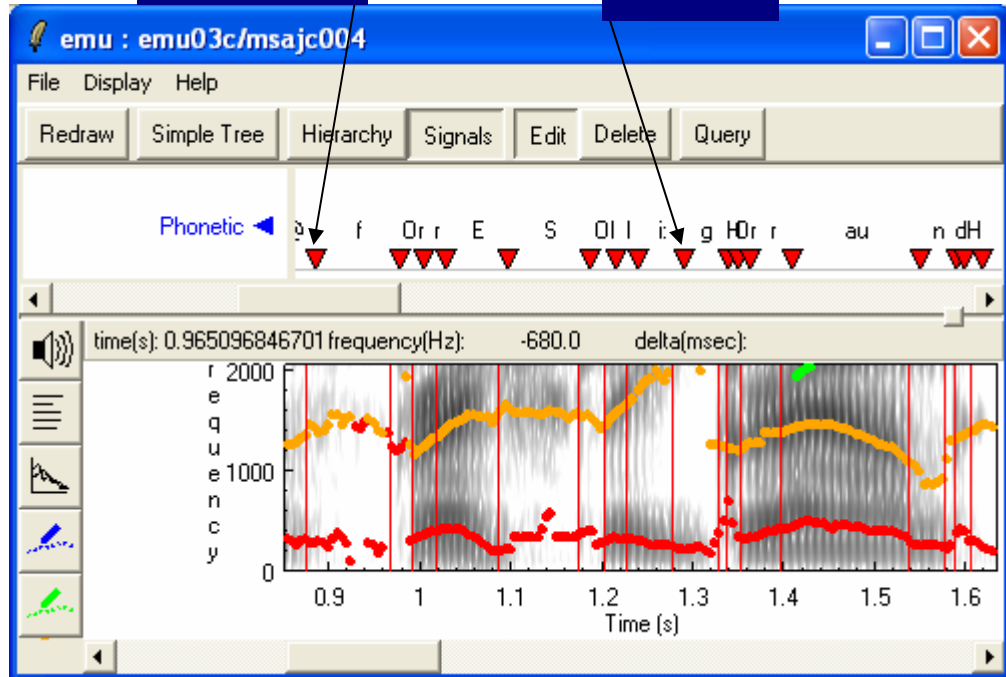 emu : emu03c/msajc004
File Display Help
Redraw Simple Tree Hierarchy Signals Edit Delete Query
Phonetic
f Or r E S Ol l i: g H Or r au n dH
time(s): 0.965096846701 frequency(Hz): -680.0 delta(msec):
r
e
q
u
e
n
c
y
2000
1000
0
0.9 1 1.1 1.2 1.3 1.4 1.5 1.6
Time (s)